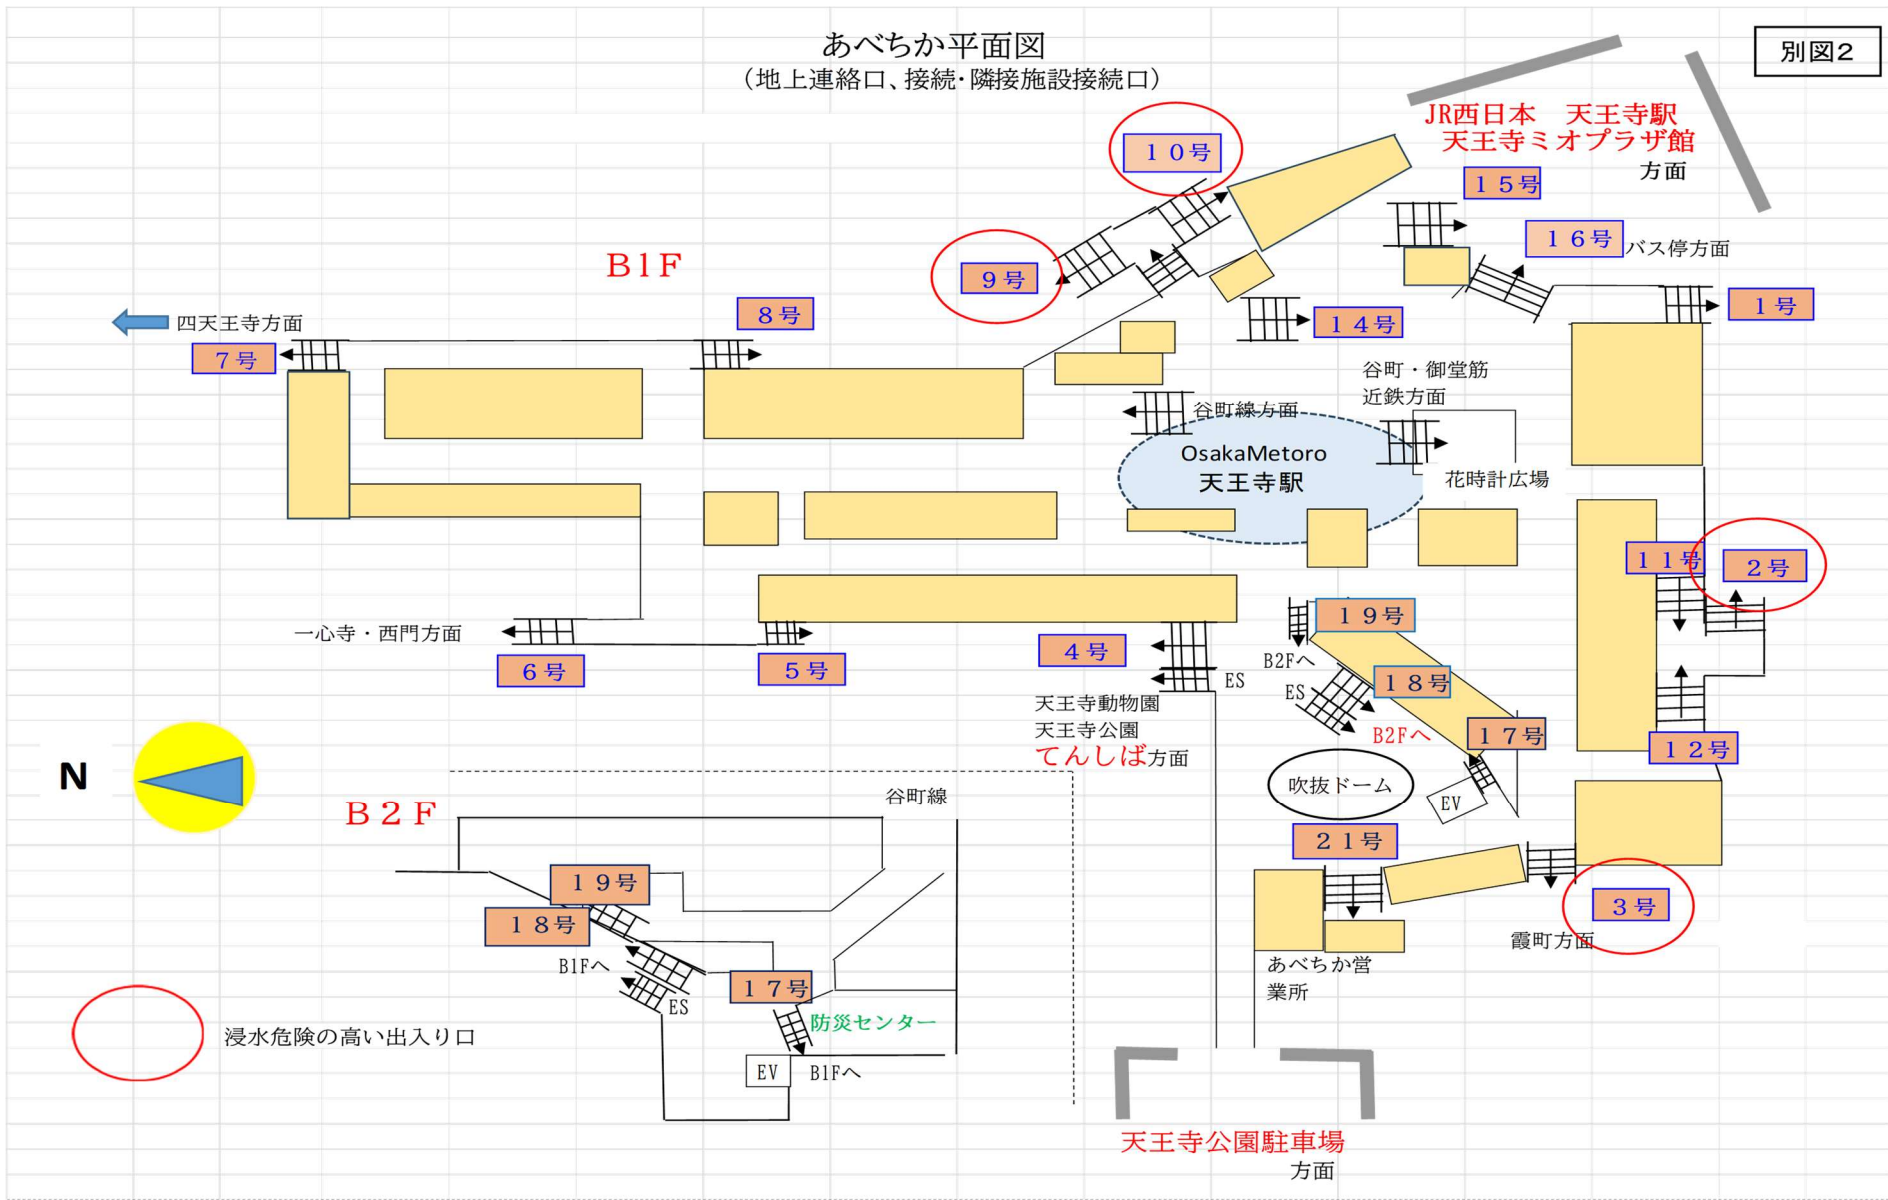 あべちか平面図
（地上連絡口、接続・隣接施設接続口）
別図２
JR西日本　天王寺駅
天王寺ミオプラザ館
方面
１０号
１５号
１６号
バス停方面
B1F
９号
８号
１号
１４号
四天王寺方面
７号
谷町・御堂筋
近鉄方面
谷町線方面
OsakaMetoro
天王寺駅
花時計広場
１１号
２号
１９号
一心寺・西門方面
６号
５号
４号
ES
B2Fへ
ES
１８号
１７号
B2Fへ
１２号
天王寺動物園
天王寺公園
てんしば方面
N
吹抜ドーム
EV
B２F
谷町線
２１号
１９号
１８号
３号
霞町方面
B1Fへ
ES
１７号
あべちか営
業所
防災センター
浸水危険の高い出入り口
EV
B1Fへ
天王寺公園駐車場
方面